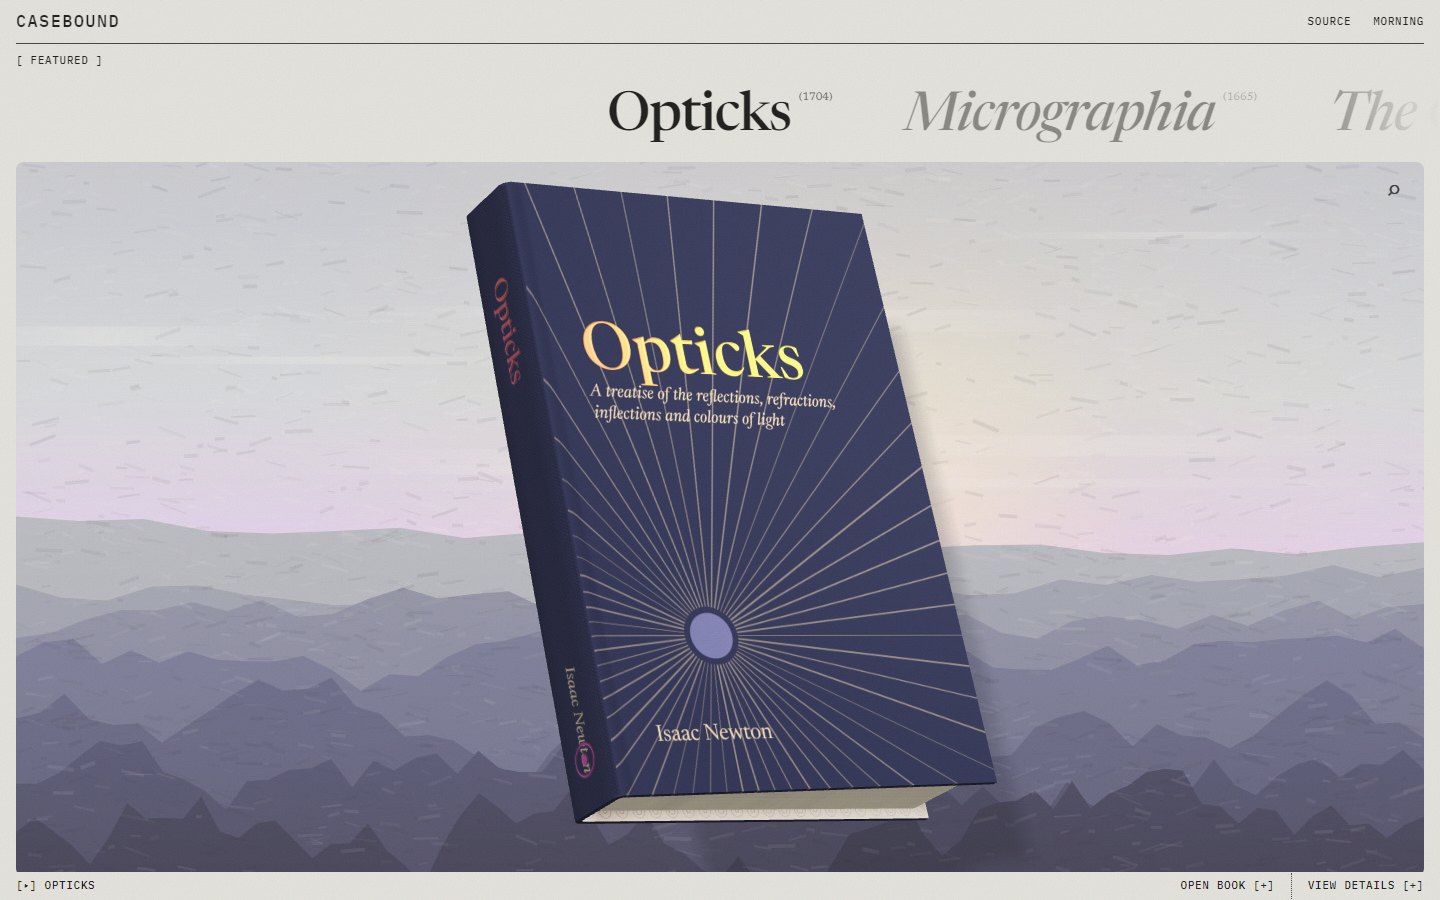 CASEBOUND
SOURCE
MORNING
[ FEATURED ]
Opticks (1704)
Micrographia (1665)
The
Opticks
Opticks
A treatise of the reflections, refractions,
inflections and colours of light
Isaac Newton
Isaac Newton
[▸] OPTICKS
OPEN BOOK [+]
VIEW DETAILS [+]